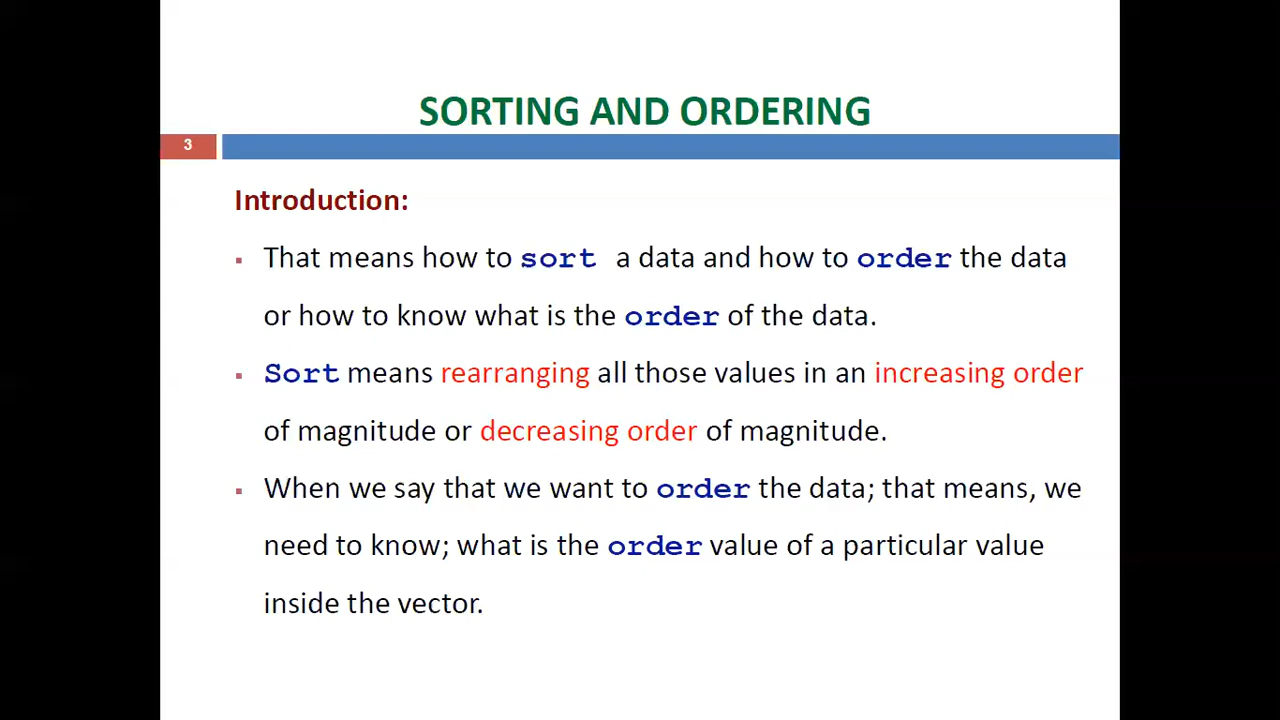 SORTING AND ORDERING
3
Introduction:
▪ That means how to sort a data and how to order the data
or how to know what is the order of the data.
▪ Sort means rearranging all those values in an increasing order
of magnitude or decreasing order of magnitude.
▪ When we say that we want to order the data; that means, we
need to know; what is the order value of a particular value
inside the vector.